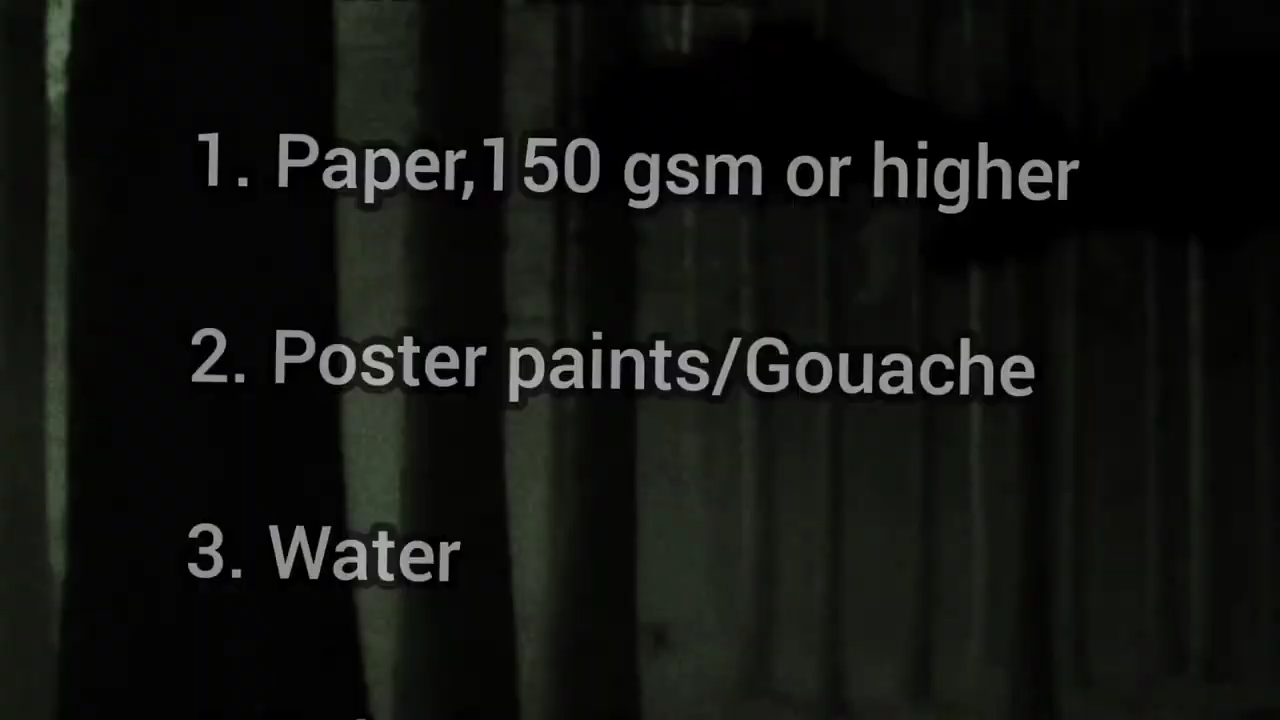 1. Paper,150 gsm or higher
2. Poster paints/Gouache
3. Water